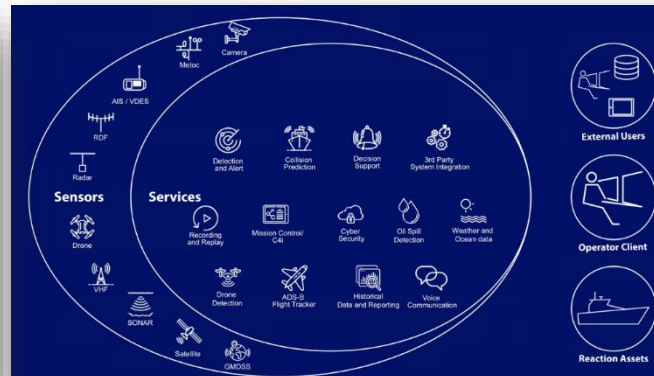 Camera
Metoc
AIS / VDES
RDF
Radar
Sensors
Drone
VHF
SONAR
Satellite
GMDSS
Services
Detection
and Alert
Collision
Prediction
Decision
Support
3rd Party
System Integration
Recording
and Replay
Mission Control/
C4i
Cyber
Security
Oil Spill
Detection
Weather and
Ocean data
Drone
Detection
ADS-B
Flight Tracker
Historical
Data and Reporting
Voice
Communication
External Users
Operator Client
Reaction Assets